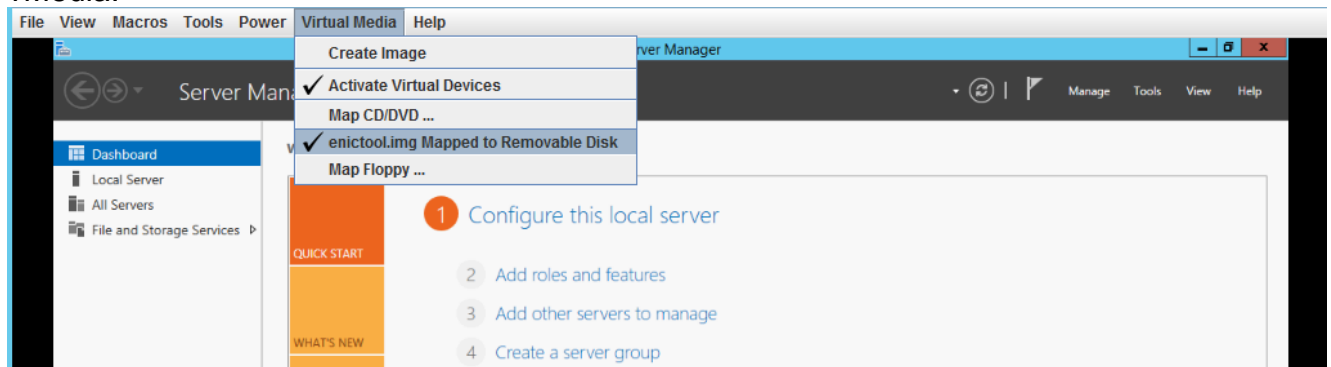 File View Macros Tools Power Virtual Media Help
Create Image
rver Manager
Activate Virtual Devices
Server Man
Manage Tools View Help
Map CD/DVD ...
enictool.img Mapped to Removable Disk
Dashboard
Map Floppy ...
Local Server
All Servers
File and Storage Services
1 Configure this local server
QUICK START
2 Add roles and features
3 Add other servers to manage
WHAT'S NEW
4 Create a server group